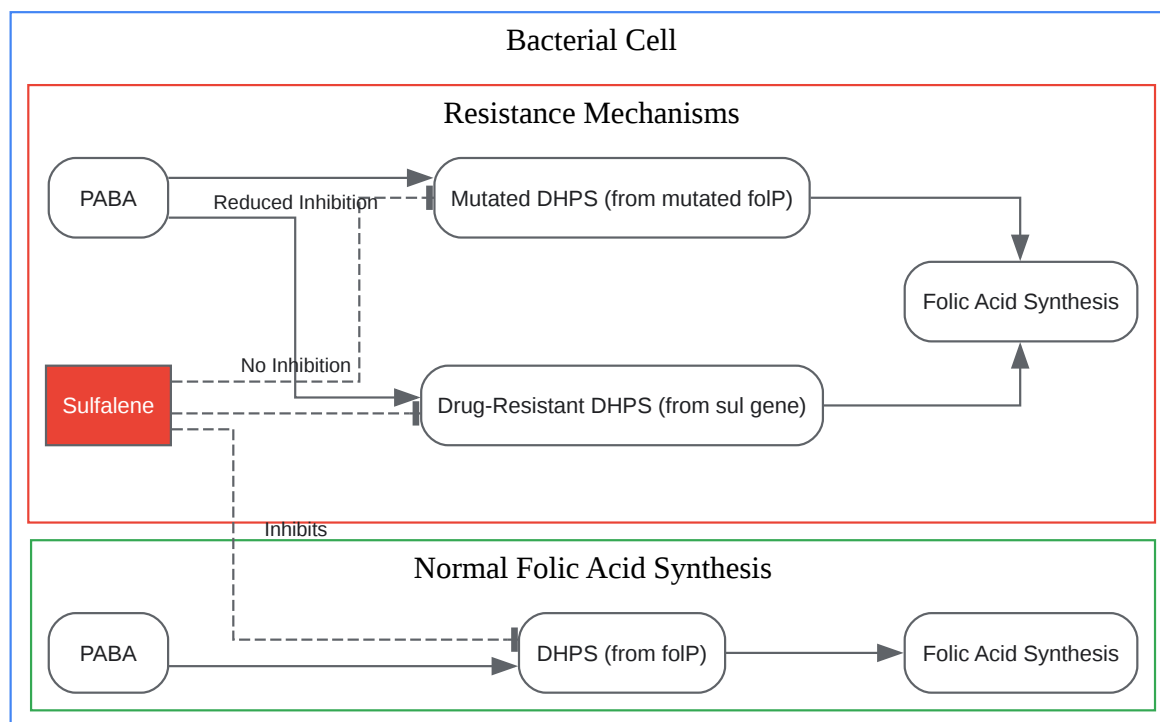 Bacterial Cell
Resistance Mechanisms
PABA
Reduced Inhibition
Mutated DHPS (from mutated folP)
Folic Acid Synthesis
No Inhibition
Sulfalene
Drug-Resistant DHPS (from sul gene)
Inhibits
Normal Folic Acid Synthesis
PABA
DHPS (from folP)
Folic Acid Synthesis